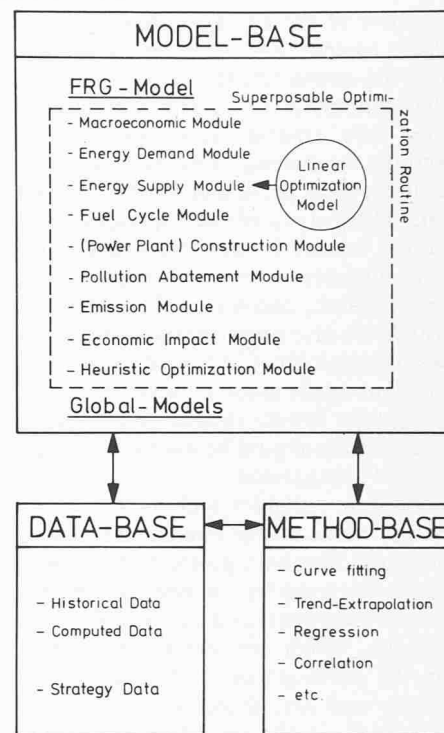 MODEL-BASE
FRG-Model
Superposable Optimi-
zation Routine
- Macroeconomic Module
- Energy Demand Module
- Energy Supply Module
- Fuel Cycle Module
- (Power Plant) Construction Module
- Pollution Abatement Module
- Emission Module
- Economic Impact Module
- Heuristic Optimization Module
Linear
Optimization
Model
Global-Models
DATA-BASE
- Historical Data
- Computed Data
- Strategy Data
METHOD-BASE
- Curve fitting
- Trend-Extrapolation
- Regression
- Correlation
- etc.